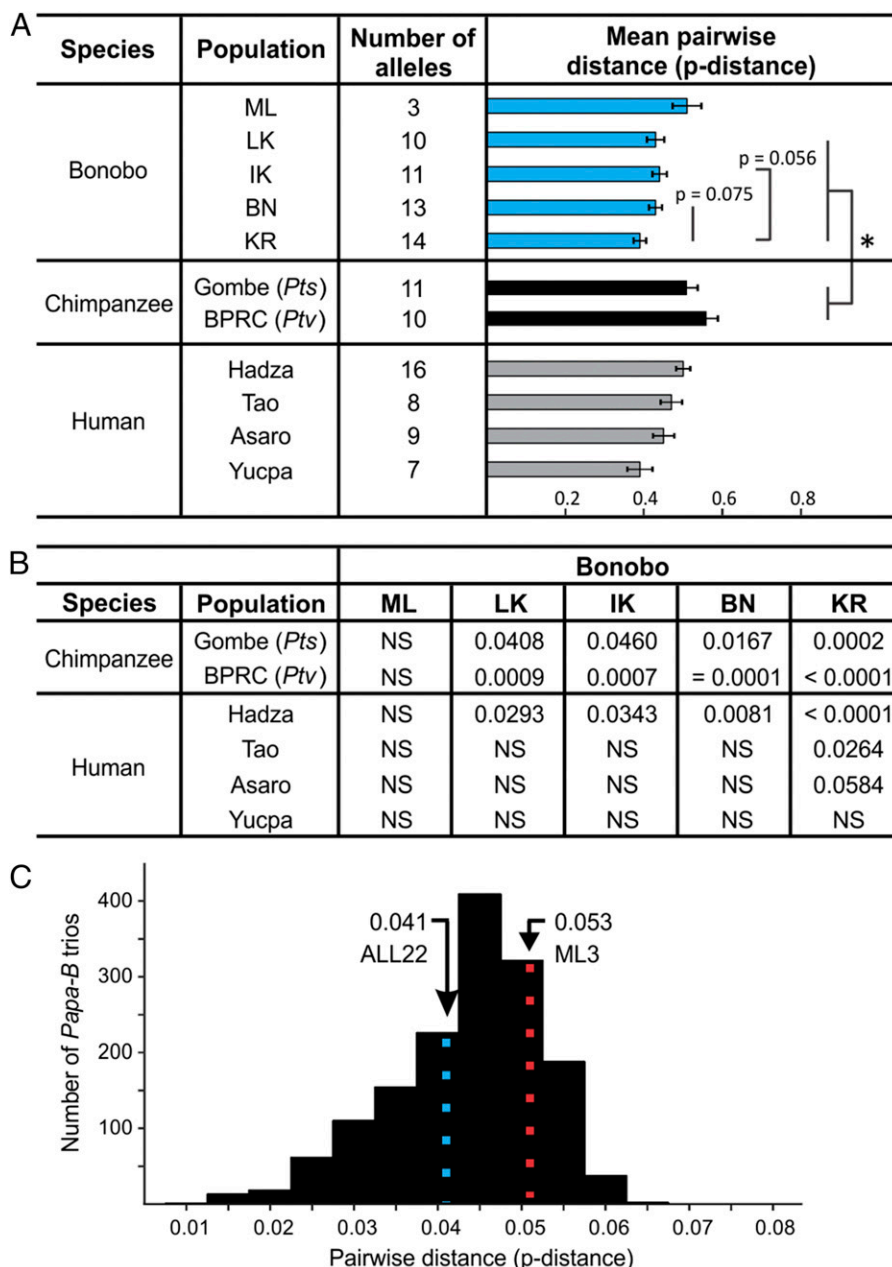 A
Species Population Number of alleles Mean pairwise distance (p-distance)
Bonobo
ML 3
LK 10
IK 11
BN 13
KR 14
p = 0.056
p = 0.075
*
Chimpanzee
Gombe (Pts) 11
BPRC (Ptv) 10
Human
Hadza 16
Tao 8
Asaro 9
Yucpa 7
0.2 0.4 0.6 0.8
B
Bonobo
Species Population ML LK IK BN KR
Chimpanzee
Gombe (Pts) NS 0.0408 0.0460 0.0167 0.0002
BPRC (Ptv) NS 0.0009 0.0007 = 0.0001 < 0.0001
Human
Hadza NS 0.0293 0.0343 0.0081 < 0.0001
Tao NS NS NS NS 0.0264
Asaro NS NS NS NS 0.0584
Yucpa NS NS NS NS NS
C
Number of Papa-B trios
400
300
200
100
0.041
ALL22
0.053
ML3
0.01 0.02 0.03 0.04 0.05 0.06 0.07 0.08
Pairwise distance (p-distance)